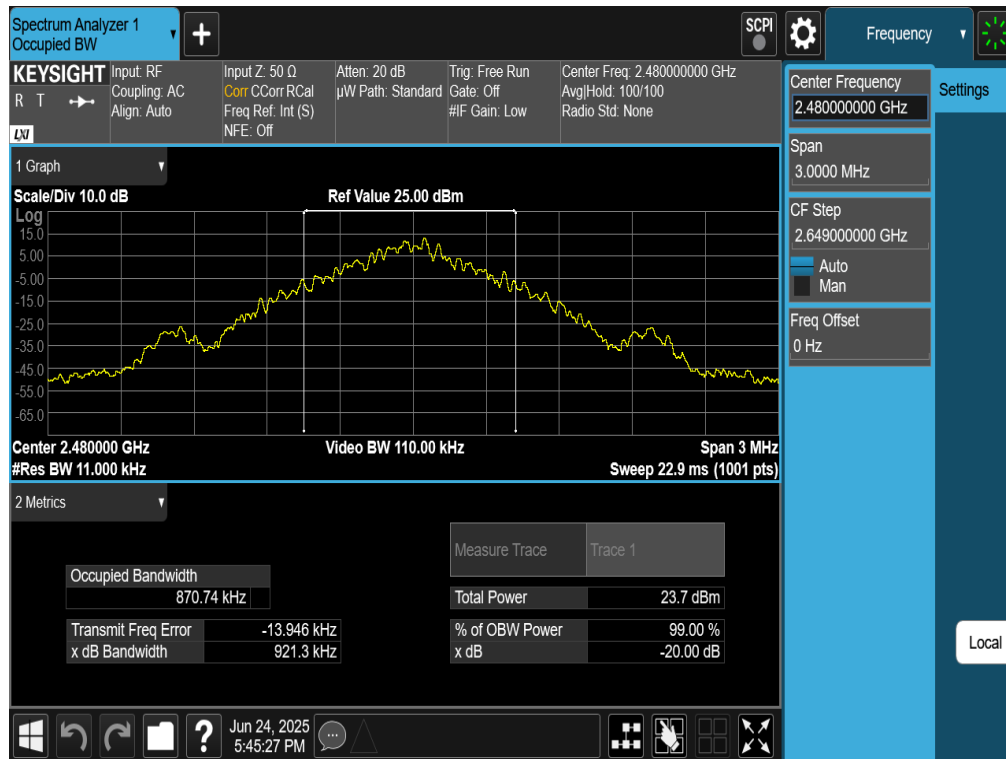 Spectrum Analyzer 1
Occupied BW
+
SCPI
Frequency
KEYSIGHT
R T
LXI
Input: RF
Coupling: AC
Align: Auto
Input Z: 50 Ω
Corr CCorr RCal
Freq Ref: Int (S)
NFE: Off
Atten: 20 dB
µW Path: Standard
Trig: Free Run
Gate: Off
#IF Gain: Low
Center Freq: 2.480000000 GHz
Avg|Hold: 100/100
Radio Std: None
Center Frequency
2.480000000 GHz
Settings
Span
3.0000 MHz
CF Step
2.649000000 GHz
Auto
Man
Freq Offset
0 Hz
Local
1 Graph
Scale/Div 10.0 dB
Ref Value 25.00 dBm
Log
15.0
5.00
-5.00
-15.0
-25.0
-35.0
-45.0
-55.0
-65.0
Center 2.480000 GHz
Video BW 110.00 kHz
Span 3 MHz
#Res BW 11.000 kHz
Sweep 22.9 ms (1001 pts)
2 Metrics
Measure Trace
Trace 1
Occupied Bandwidth
870.74 kHz
Total Power
23.7 dBm
Transmit Freq Error
-13.946 kHz
% of OBW Power
99.00 %
x dB Bandwidth
921.3 kHz
x dB
-20.00 dB
?
Jun 24, 2025
5:45:27 PM